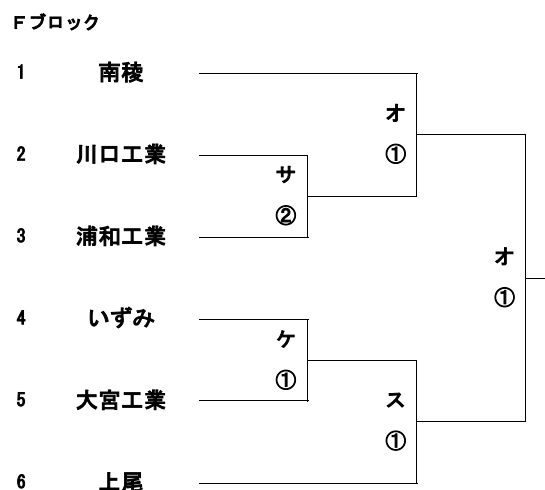 Fブロック
1 南稜
オ
2 川口工業
①
サ
②
3 浦和工業
オ
①
4 いずみ
ケ
①
5 大宮工業
ス
①
6 上尾